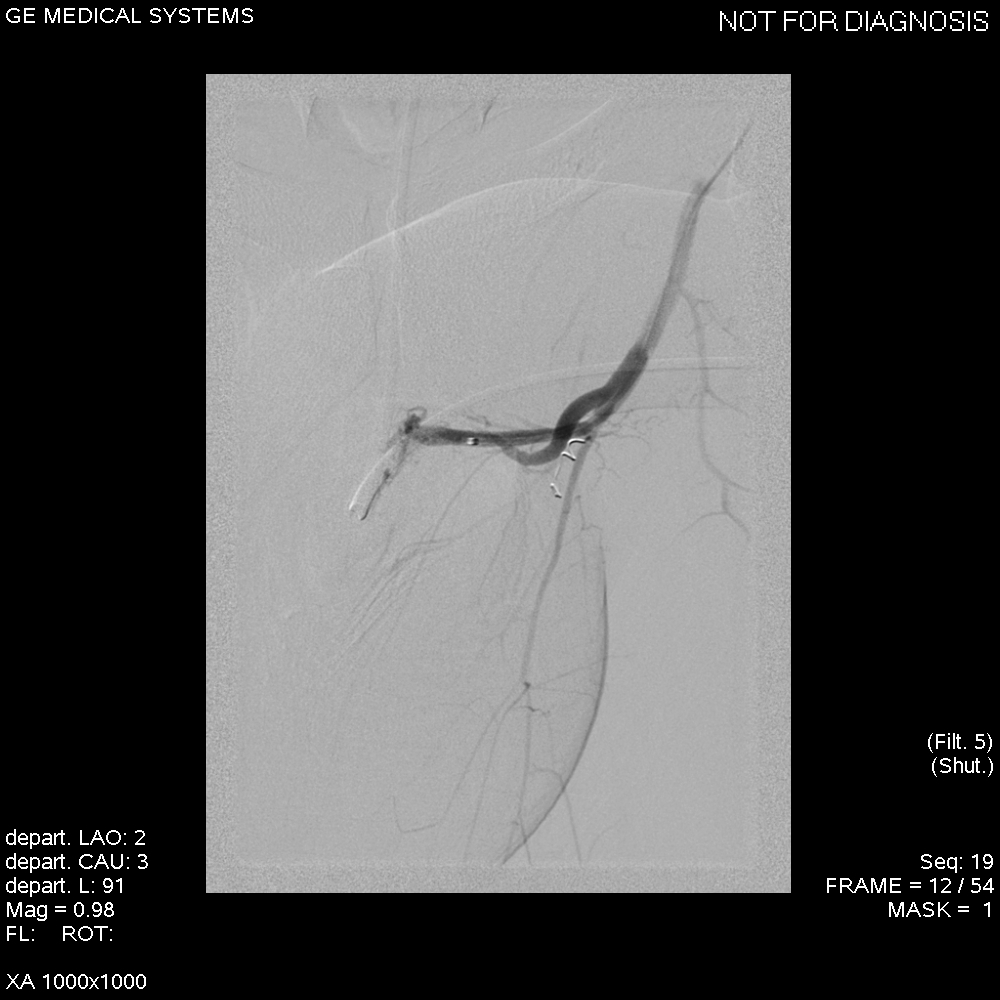 GE MEDICAL SYSTEMS
NOT FOR DIAGNOSIS
(Filt. 5)
(Shut.)
depart. LAO: 2
depart. CAU: 3
depart. L: 91
Mag = 0.98
FL: ROT:
XA 1000x1000
Seq: 19
FRAME = 12 / 54
MASK = 1